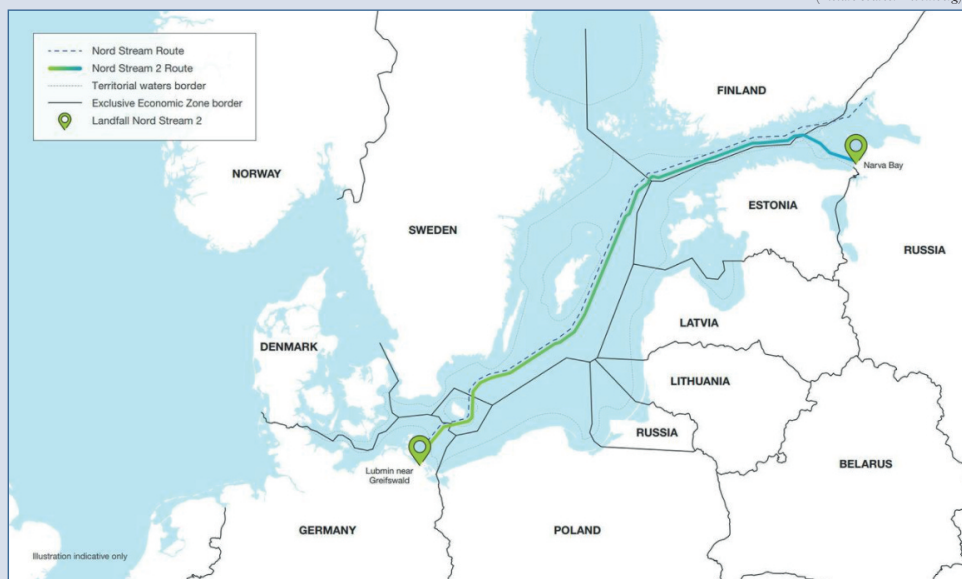 Nord Stream Route
Nord Stream 2 Route
Territorial waters border
Exclusive Economic Zone border
Landfall Nord Stream 2
FINLAND
NORWAY
Narva Bay
SWEDEN
ESTONIA
RUSSIA
LATVIA
DENMARK
LITHUANIA
RUSSIA
BELARUS
Lubmin near
Greifswald
GERMANY
POLAND
Illustration indicative only